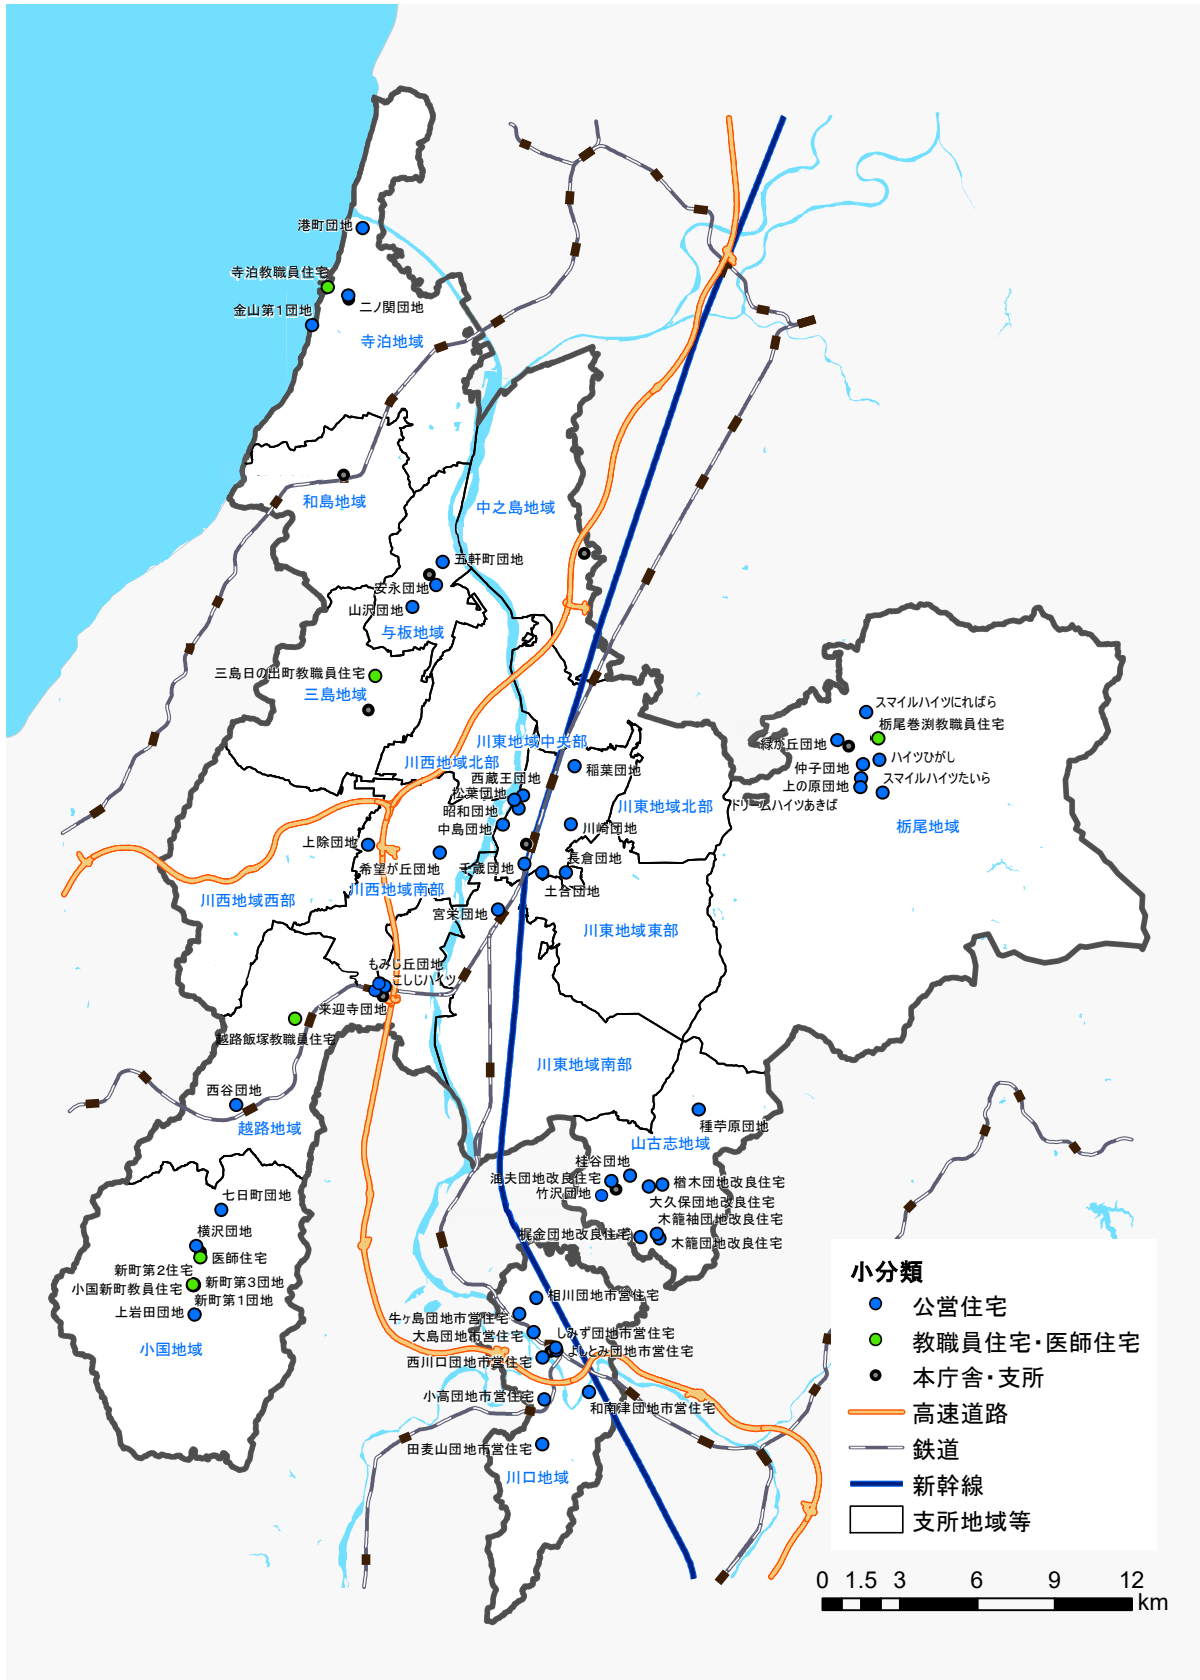 港町団地
寺泊教職員住宅
二ノ関団地
金山第1団地
寺泊地域
和島地域
中之島地域
五軒町団地
安永団地
山沢団地
与板地域
三島日の出町教職員住宅
三島地域
スマイルハイツにればら
栃尾巻渕教職員住宅
緑が丘団地
ハイツひがし
仲子団地
スマイルハイツたいら
上の原団地
ドリームハイツあきば
栃尾地域
川東地域中央部
川西地域北部
稲葉団地
西蔵王団地
松葉団地
昭和団地
中島団地
川東地域北部
川崎団地
上除団地
希望が丘団地
千歳団地
長倉団地
土合団地
川西地域南部
川西地域西部
宮栄団地
川東地域東部
もみじ丘団地
こしじハイツ
来迎寺団地
越路飯塚教職員住宅
川東地域南部
西谷団地
越路地域
種苧原団地
山古志地域
桂谷団地
池夫団地改良住宅
竹沢団地
楢木団地改良住宅
大久保団地改良住宅
木籠袖団地改良住宅
梶金団地改良住宅
木籠団地改良住宅
七日町団地
横沢団地
医師住宅
新町第2住宅
新町第3団地
小国新町教員住宅
新町第1団地
上岩田団地
小国地域
相川団地市営住宅
牛ヶ島団地市営住宅
大島団地市営住宅
しみず団地市営住宅
よしとみ団地市営住宅
西川口団地市営住宅
小高団地市営住宅
和南津団地市営住宅
田麦山団地市営住宅
川口地域
小分類
公営住宅
教職員住宅・医師住宅
本庁舎・支所
高速道路
鉄道
新幹線
支所地域等
0 1.5 3 6 9 12
km